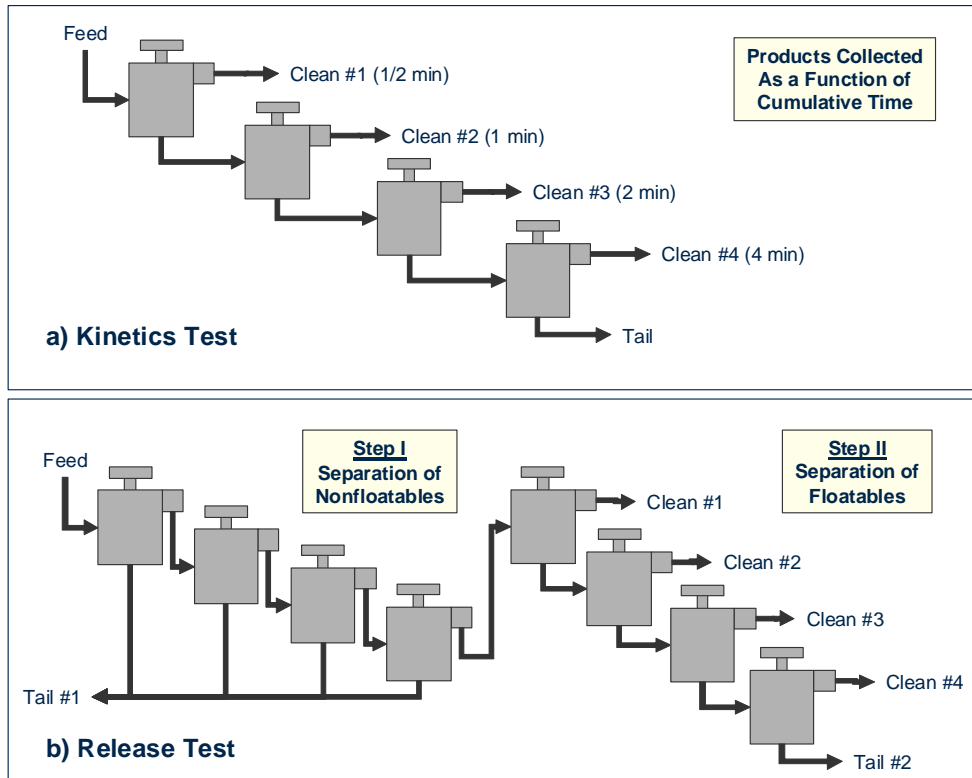 Feed
Products Collected
As a Function of
Cumulative Time
Clean #1 (1/2 min)
Clean #2 (1 min)
Clean #3 (2 min)
Clean #4 (4 min)
a) Kinetics Test
Tail
Step I
Separation of
Nonfloatables
Step II
Separation of
Floatables
Feed
Clean #1
Clean #2
Clean #3
Clean #4
Tail #1
b) Release Test
Tail #2